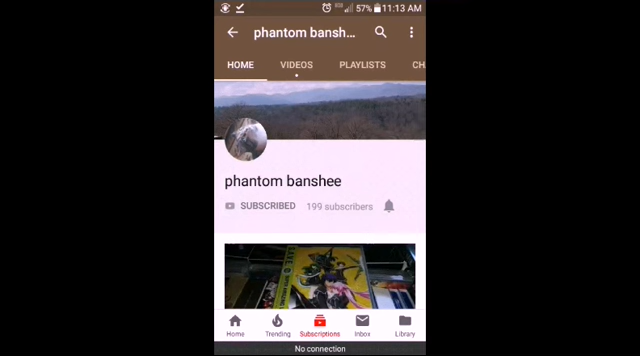 57% 11:13 AM
phantom bansh...
HOME VIDEOS PLAYLISTS CH
phantom banshee
SUBSCRIBED 199 subscribers
Home Trending Subscriptions Inbox Library
No connection